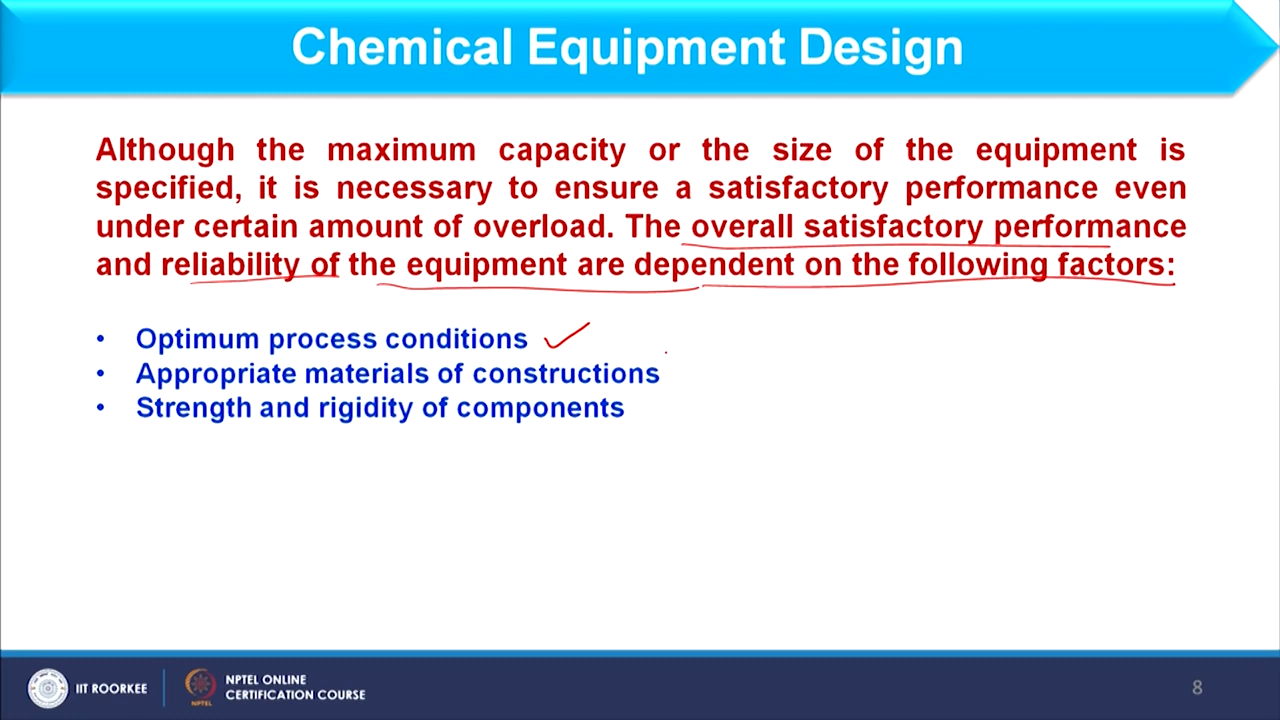 Chemical Equipment Design
Although the maximum capacity or the size of the equipment is
specified, it is necessary to ensure a satisfactory performance even
under certain amount of overload. The overall satisfactory performance
and reliability of the equipment are dependent on the following factors:
• Optimum process conditions
• Appropriate materials of constructions
• Strength and rigidity of components
IIT ROORKEE
NPTEL
NPTEL ONLINE
CERTIFICATION COURSE
8